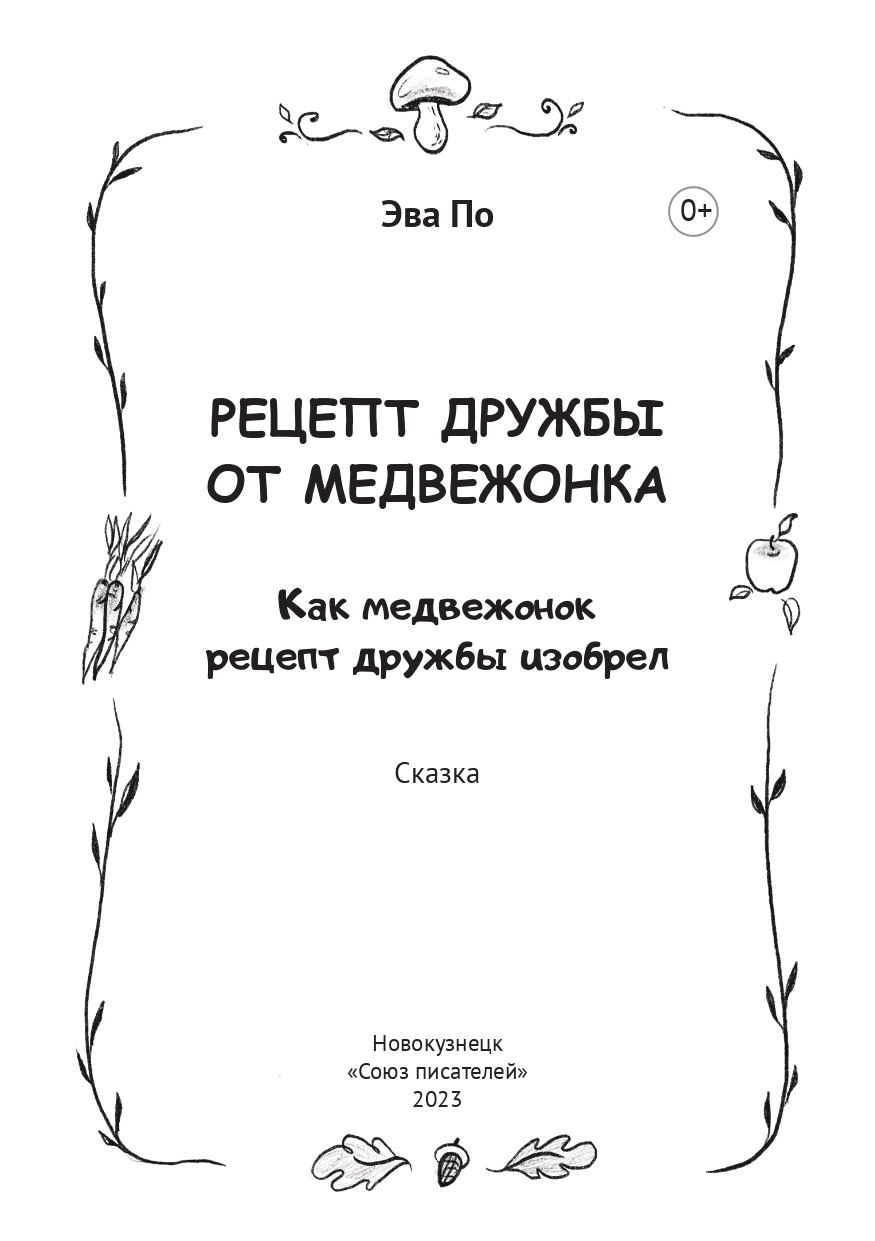 Эва По
0+
РЕЦЕПТ ДРУЖБЫ
ОТ МЕДВЕЖОНКА
Как медвежонок
рецепт дружбы изобрел
Сказка
Новокузнецк
«Союз писателей»
2023